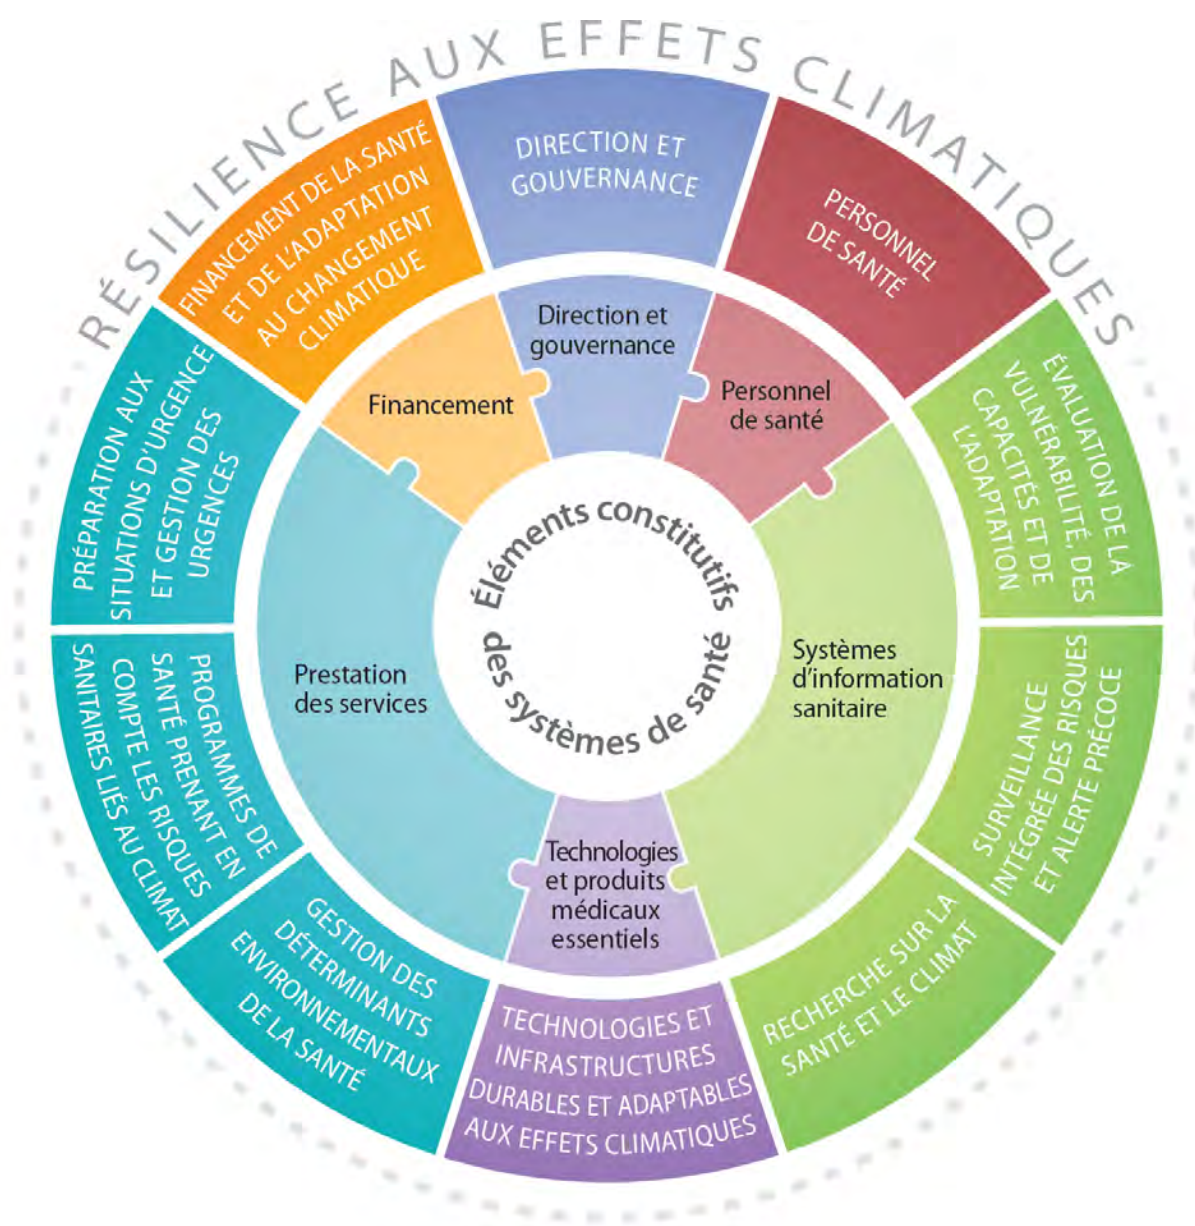 RÉSILIENCE AUX EFFETS CLIMATIQUES
DIRECTION ET
GOUVERNANCE
PERSONNEL
DE SANTÉ
ÉVALUATION DE LA
VULNÉRABILITÉ, DES
CAPACITÉS ET DE
L'ADAPTATION
SURVEILLANCE
INTÉGRÉE DES RISQUES
ET ALERTE PRÉCOCE
RECHERCHE SUR LA
SANTÉ ET LE CLIMAT
TECHNOLOGIES ET
INFRASTRUCTURES
DURABLES ET ADAPTABLES
AUX EFFETS CLIMATIQUES
GESTION DES
DÉTERMINANTS
ENVIRONNEMENTAUX
DE LA SANTÉ
PROGRAMMES DE
SANTÉ PRENANT EN
COMPTE LES RISQUES
SANITAIRES LIÉS AU CLIMAT
PRÉPARATION AUX
SITUATIONS D'URGENCE
ET GESTION DES
URGENCES
FINANCEMENT DE LA SANTÉ
ET DE L'ADAPTATION
AU CHANGEMENT
CLIMATIQUE
Direction et
gouvernance
Personnel
de santé
Systèmes
d'information
sanitaire
Technologies
et produits
médicaux
essentiels
Prestation
des services
Financement
Éléments constitutifs
des systèmes de santé